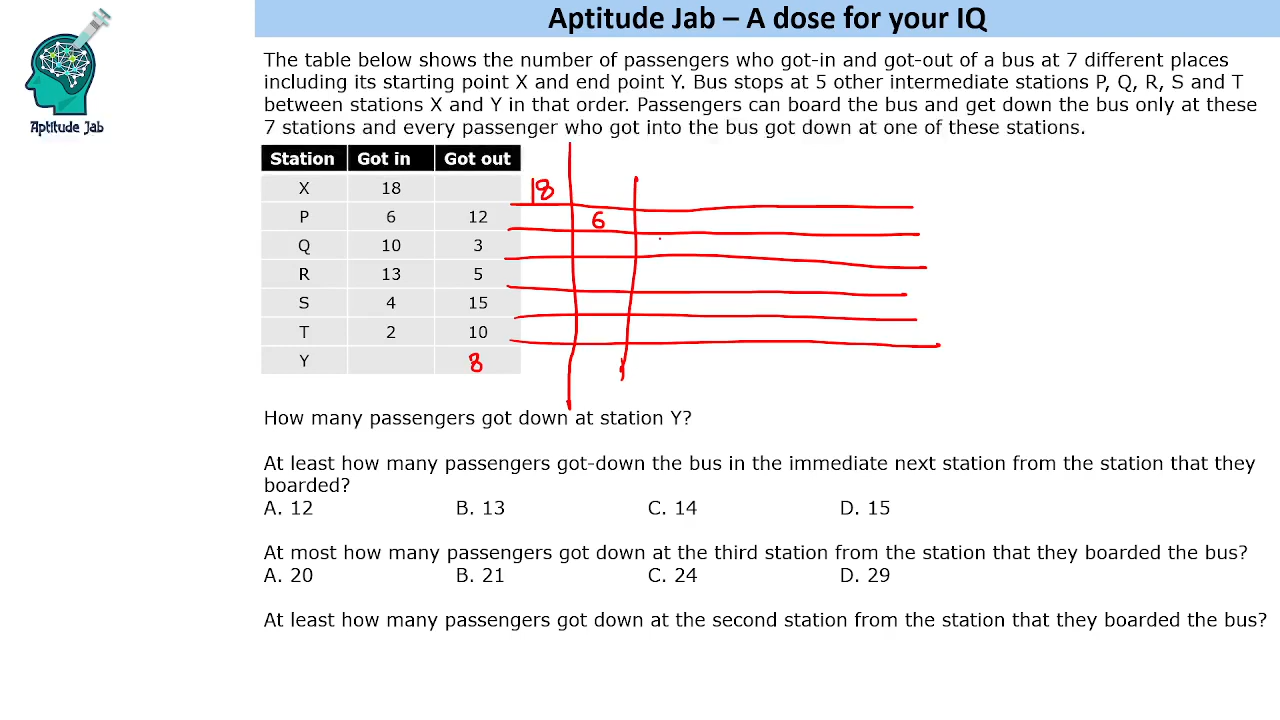 Aptitude Jab – A dose for your IQ
Aptitude Jab
The table below shows the number of passengers who got-in and got-out of a bus at 7 different places
including its starting point X and end point Y. Bus stops at 5 other intermediate stations P, Q, R, S and T
between stations X and Y in that order. Passengers can board the bus and get down the bus only at these
7 stations and every passenger who got into the bus got down at one of these stations.
Station Got in Got out
X 18 18
P 6 12 6
Q 10 3
R 13 5
S 4 15
T 2 10
Y 8
How many passengers got down at station Y?
At least how many passengers got-down the bus in the immediate next station from the station that they
boarded?
A. 12 B. 13 C. 14 D. 15
At most how many passengers got down at the third station from the station that they boarded the bus?
A. 20 B. 21 C. 24 D. 29
At least how many passengers got down at the second station from the station that they boarded the bus?